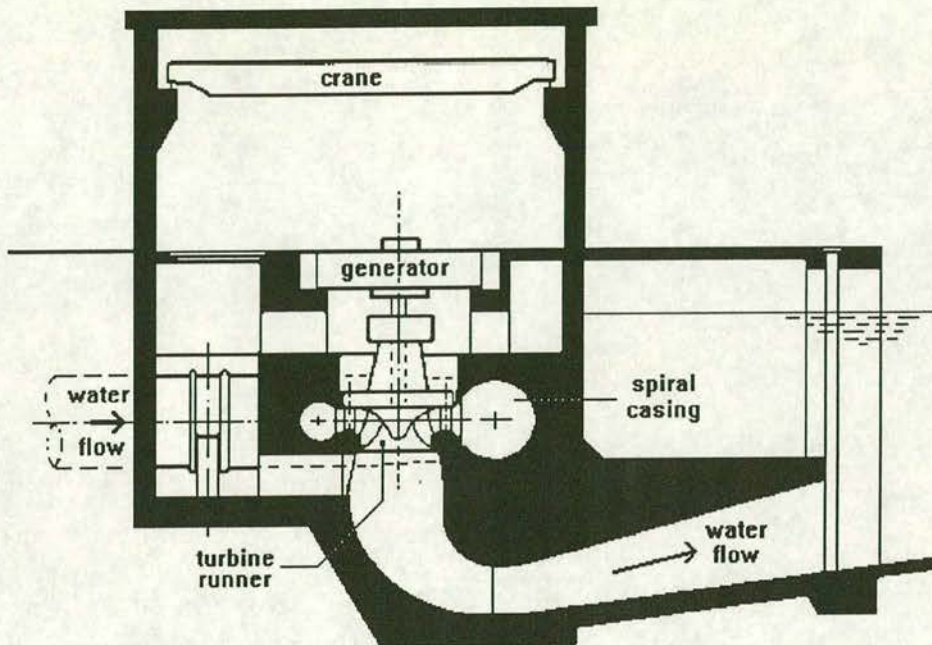 crane
generator
water
flow
spiral
casing
turbine
runner
water
flow